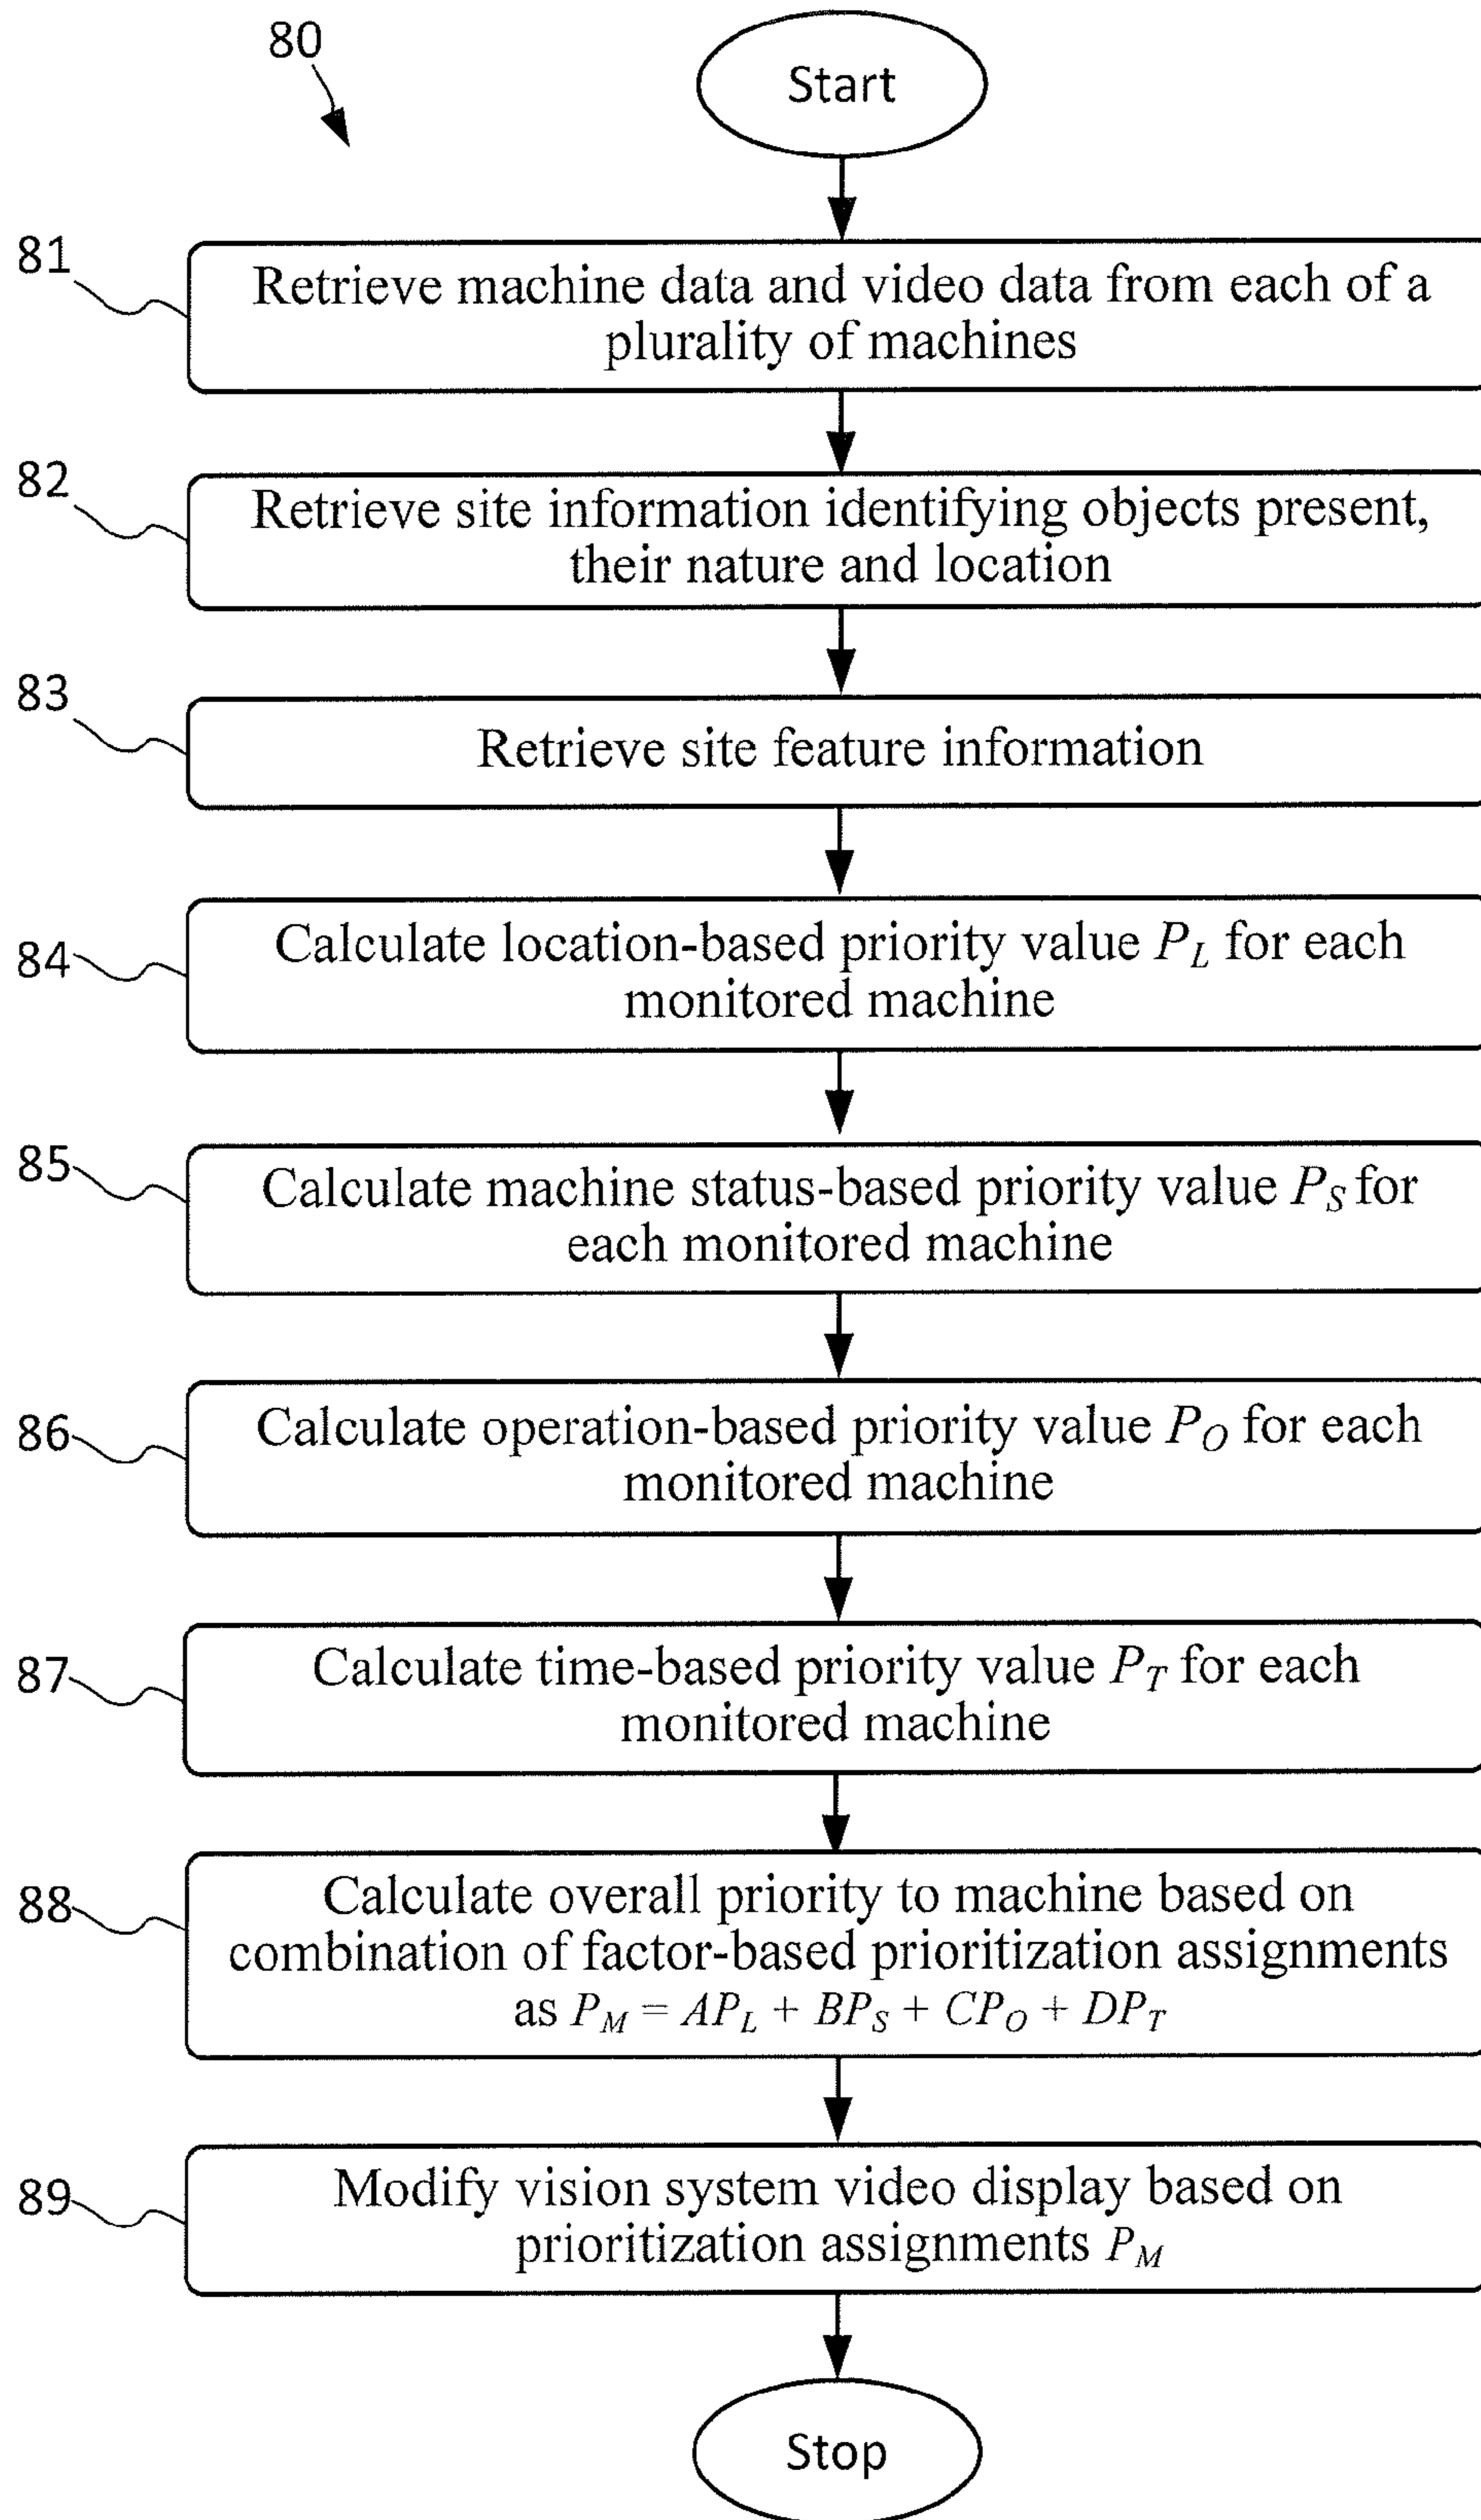 80
Start
81
Retrieve machine data and video data from each of a
plurality of machines
82
Retrieve site information identifying objects present,
their nature and location
83
Retrieve site feature information
84
Calculate location-based priority value P_L for each
monitored machine
85
Calculate machine status-based priority value P_S for
each monitored machine
86
Calculate operation-based priority value P_O for each
monitored machine
87
Calculate time-based priority value P_T for each
monitored machine
88
Calculate overall priority to machine based on
combination of factor-based prioritization assignments
as P_M = AP_L + BP_S + CP_O + DP_T
89
Modify vision system video display based on
prioritization assignments P_M
Stop